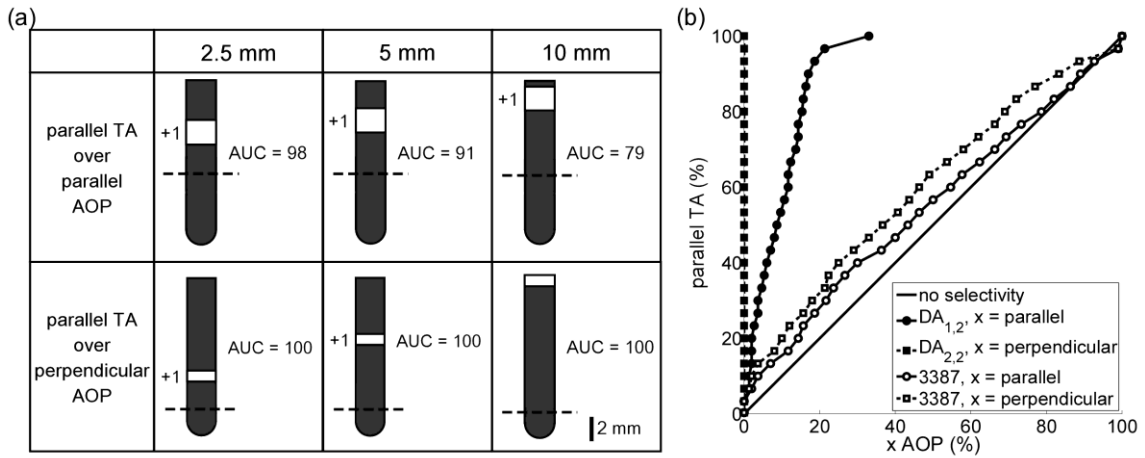 (a)
2.5 mm
5 mm
10 mm
parallel TA
over
parallel
AOP
+1
AUC = 98
+1
AUC = 91
+1
AUC = 79
parallel TA
over
perpendicular
AOP
+1
AUC = 100
+1
AUC = 100
AUC = 100
2 mm
(b)
parallel TA (%)
100
80
60
40
20
0
0
20
40
60
80
100
x AOP (%)
no selectivity
DA1,2, x = parallel
DA2,2, x = perpendicular
3387, x = parallel
3387, x = perpendicular